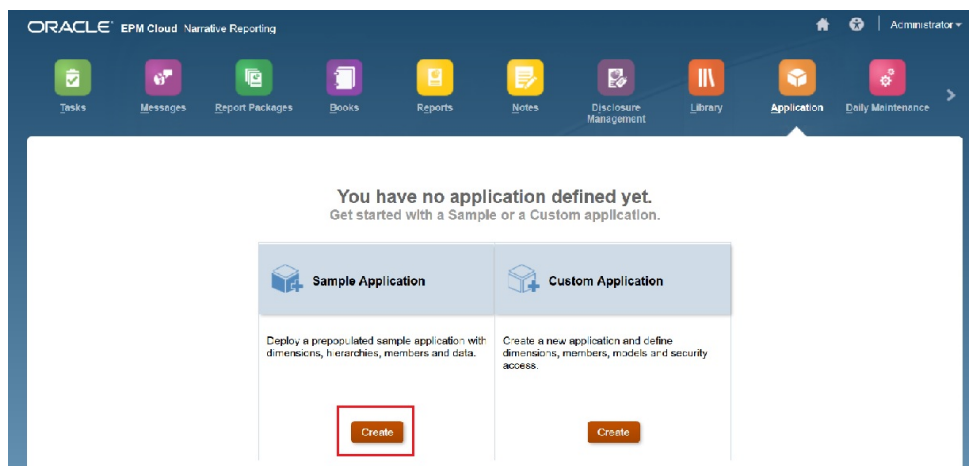 ORACLE® EPM Cloud Narrative Reporting
Administrator
Tasks
Messages
Report Packages
Books
Reports
Notes
Disclosure
Management
Library
Application
Daily Maintenance
You have no application defined yet.
Get started with a Sample or a Custom application.
Sample Application
Custom Application
Deploy a prepopulated sample application with
dimensions, hierarchies, members and data.
Create a new application and define
dimensions, members, models and security
access.
Create
Create